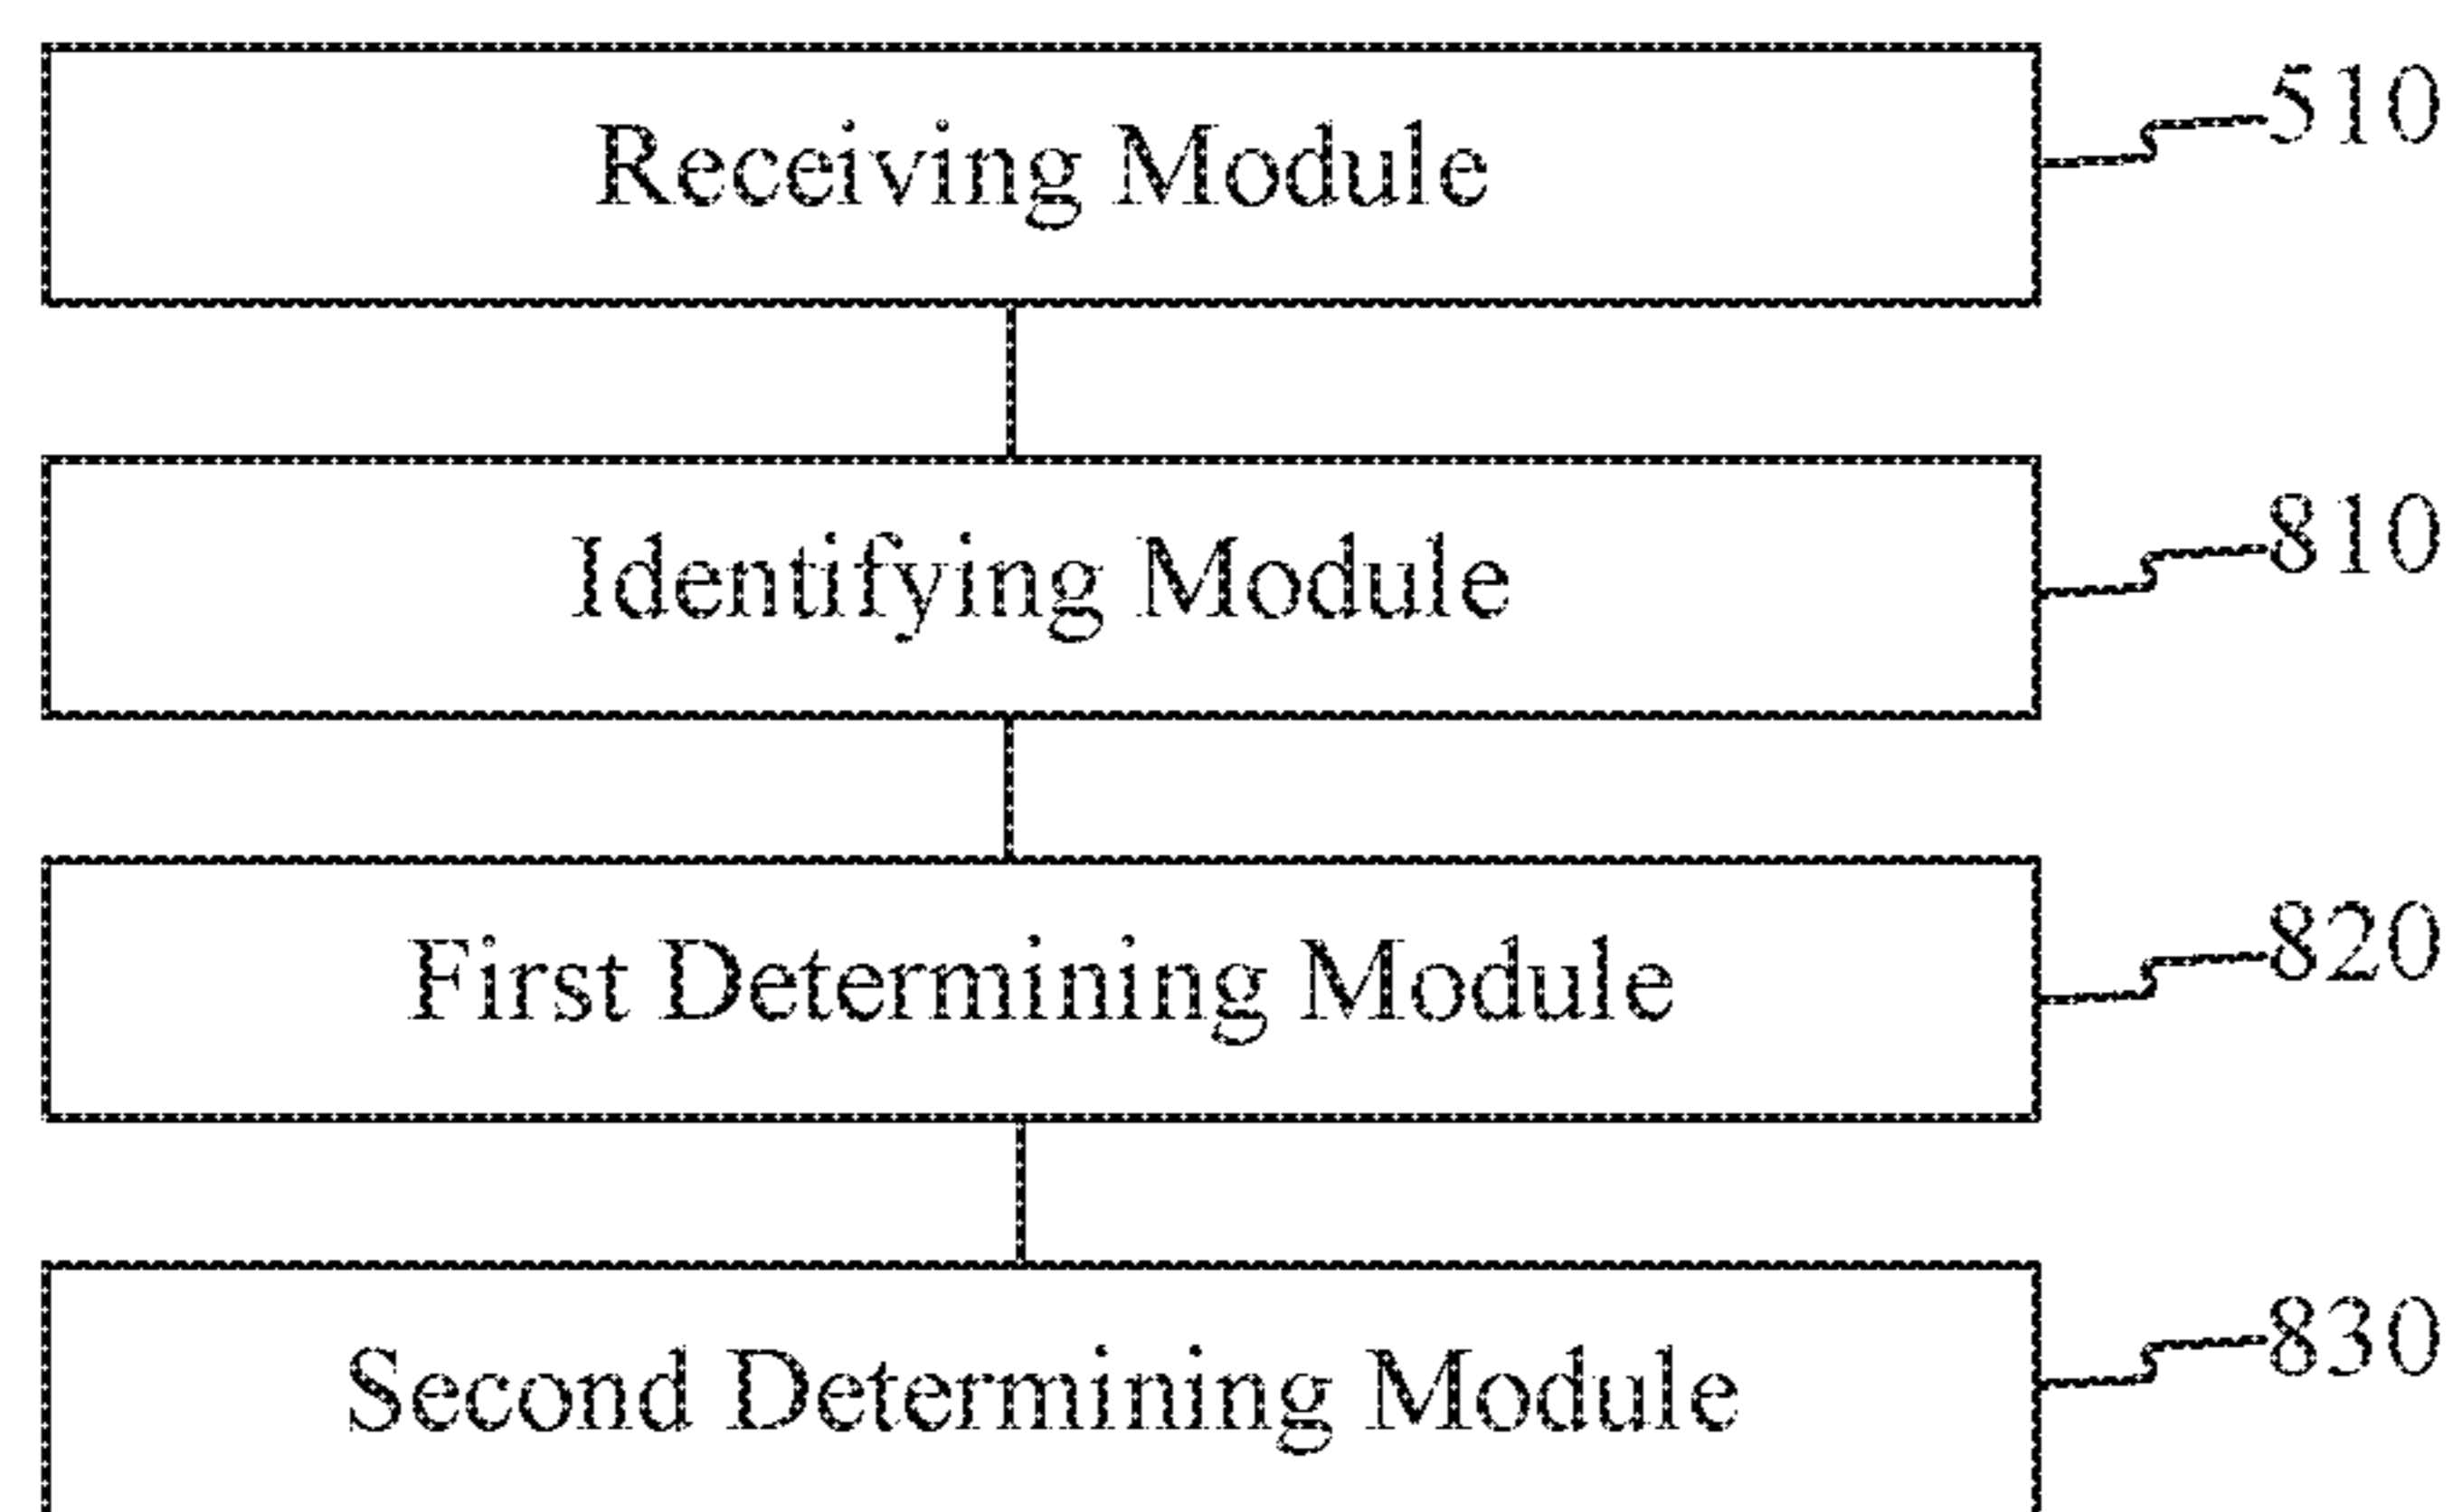 Receiving Module 510
Identifying Module 810
First Determining Module 820
Second Determining Module 830